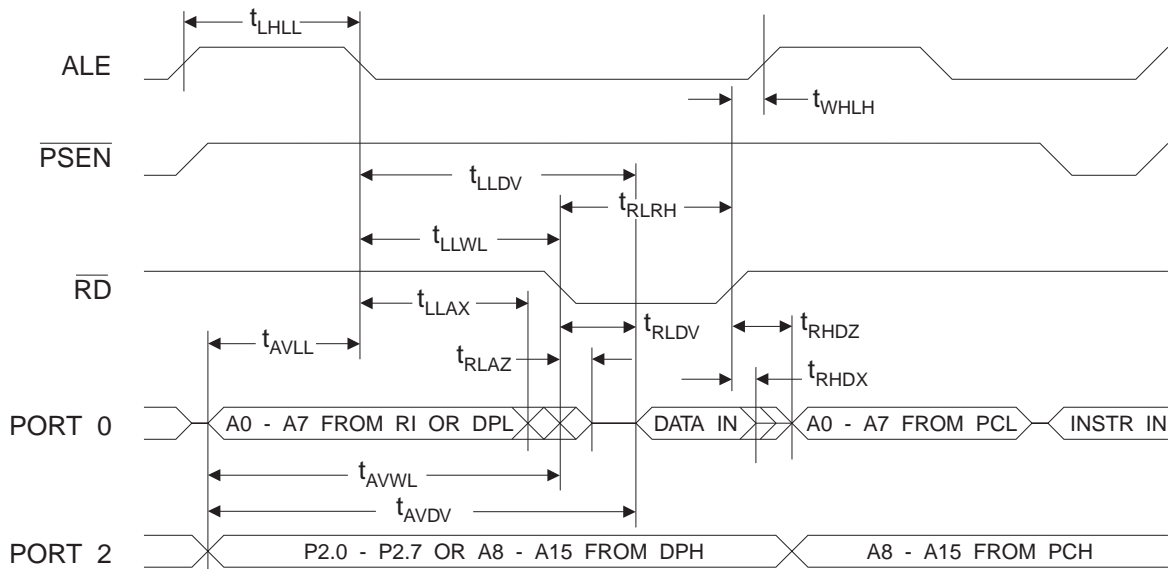 tLHLL
ALE
tWHLH
PSEN
tLLDV
tRLRH
tLLWL
RD
tLLAX
tAVLL
tRLDV
tRHDZ
tRLAZ
tRHDX
PORT 0
A0 - A7 FROM RI OR DPL
DATA IN
A0 - A7 FROM PCL
INSTR IN
tAVWL
tAVDV
PORT 2
P2.0 - P2.7 OR A8 - A15 FROM DPH
A8 - A15 FROM PCH